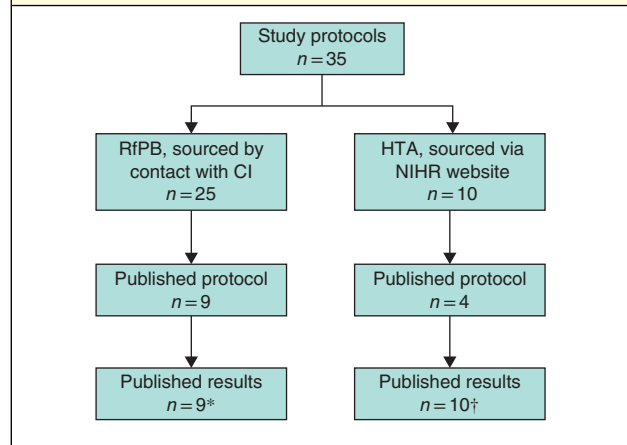 Study protocols
n = 35
RfPB, sourced by
contact with CI
n = 25
HTA, sourced via
NIHR website
n = 10
Published protocol
n = 9
Published protocol
n = 4
Published results
n = 9*
Published results
n = 10†